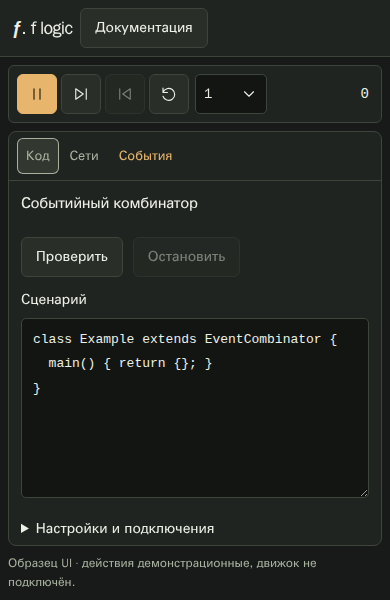 ƒ. f logic Документация
1 0
Код Сети События
Событийный комбинатор
Проверить Остановить
Сценарий
class Example extends EventCombinator {
  main() { return {}; }
}
Настройки и подключения
Образец UI · действия демонстрационные, движок не
подключён.